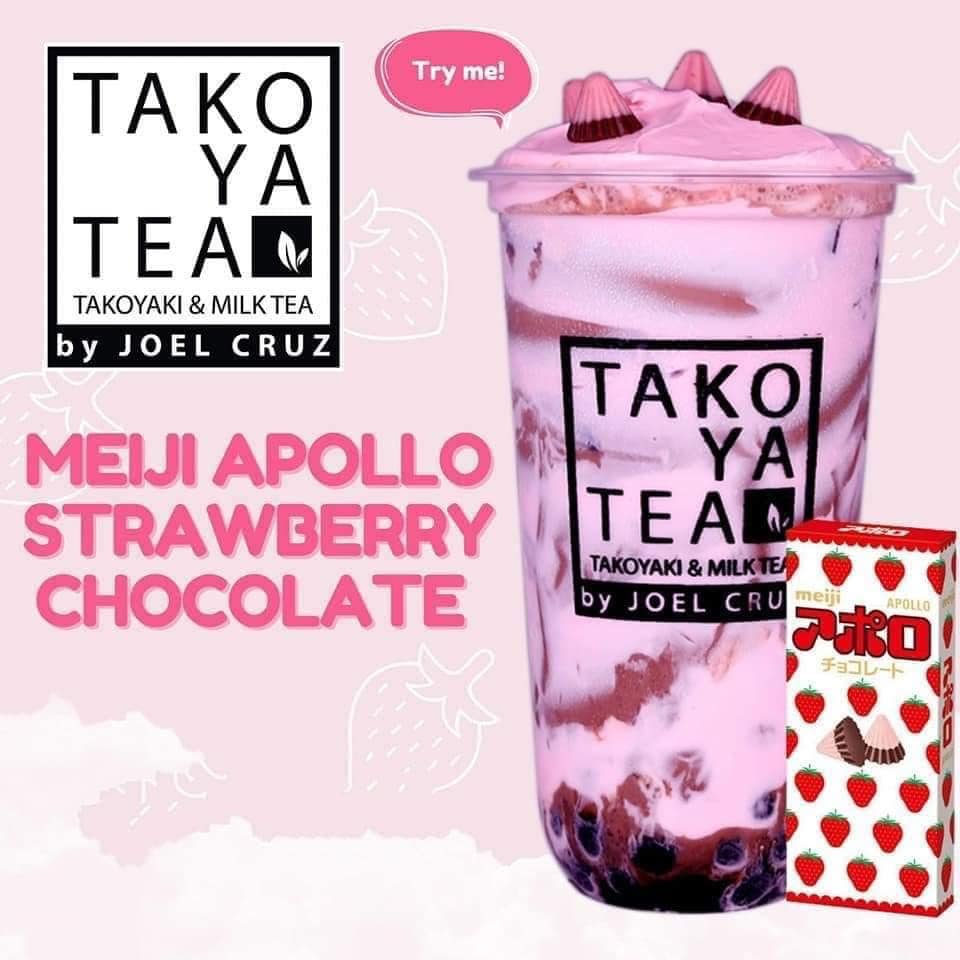 TAKO
YA
TEA
TAKOYAKI & MILK TEA
by JOEL CRUZ
Try me!
MEIJI APOLLO
STRAWBERRY
CHOCOLATE
TAKO
YA
TEA
TAKOYAKI & MILK TEA
by JOEL CRUZ
meiji
APOLLO
アポロ
チョコレート
アポロ